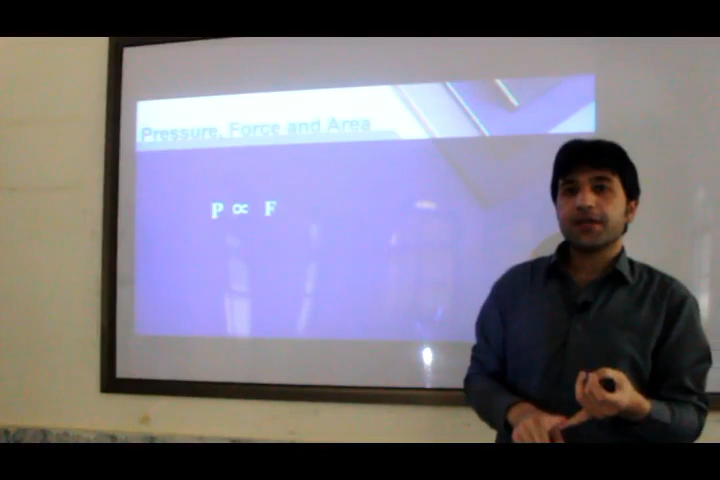 Pressure, Force and Area
P ∝ F